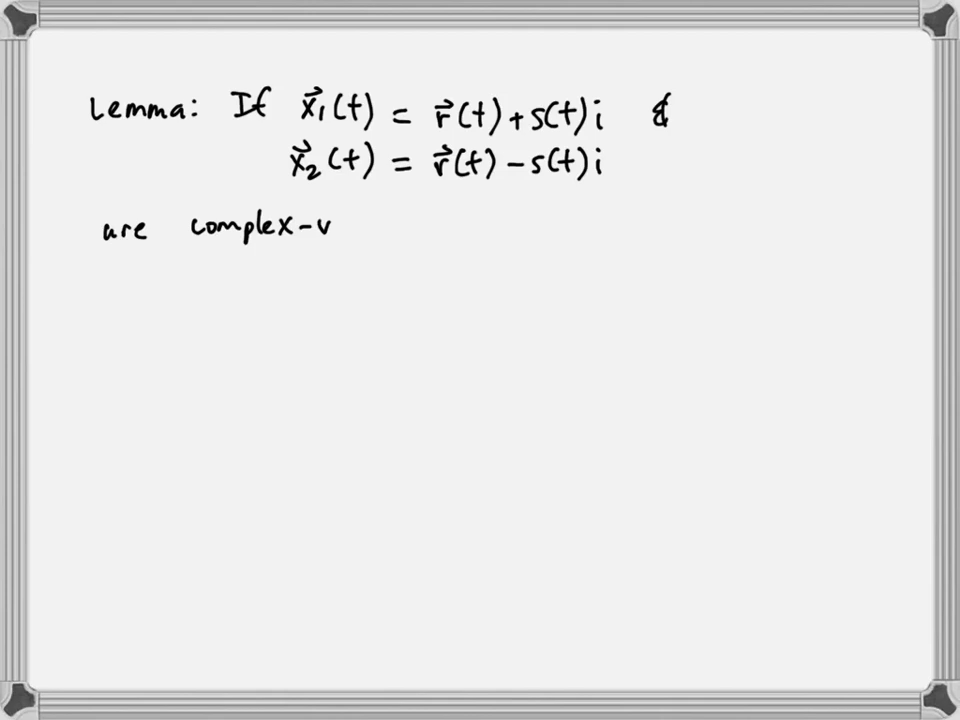 Lemma: If x⃗₁(t) = r⃗(t) + s(t)i &
x⃗₂(t) = r⃗(t) − s(t)i
are complex-v